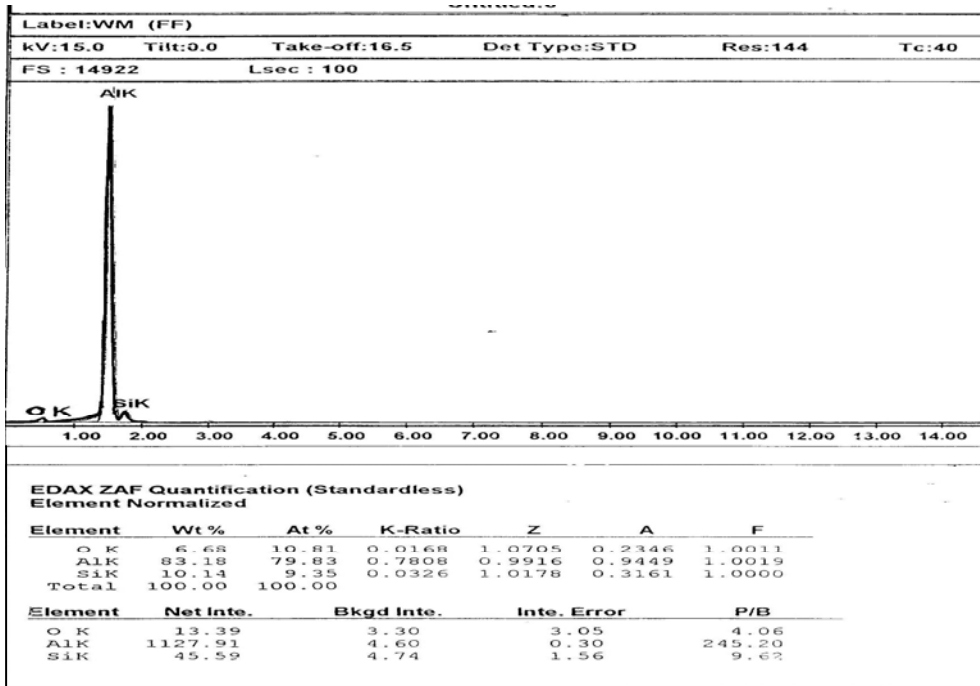 Label:WM (FF)
kV:15.0 Tilt:0.0 Take-off:16.5 Det Type:STD Res:144 Tc:40
FS : 14922 Lsec : 100
AlK
O K SiK
1.00 2.00 3.00 4.00 5.00 6.00 7.00 8.00 9.00 10.00 11.00 12.00 13.00 14.00
EDAX ZAF Quantification (Standardless)
Element Normalized
Element Wt % At % K-Ratio Z A F
O K 6.68 10.81 0.0168 1.0705 0.2346 1.0011
AlK 83.18 79.83 0.7808 0.9916 0.9449 1.0019
SiK 10.14 9.35 0.0326 1.0178 0.3161 1.0000
Total 100.00 100.00
Element Net Inte. Bkgd Inte. Inte. Error P/B
O K 13.39 3.30 3.05 4.06
AlK 1127.91 4.60 0.30 245.20
SiK 45.59 4.74 1.56